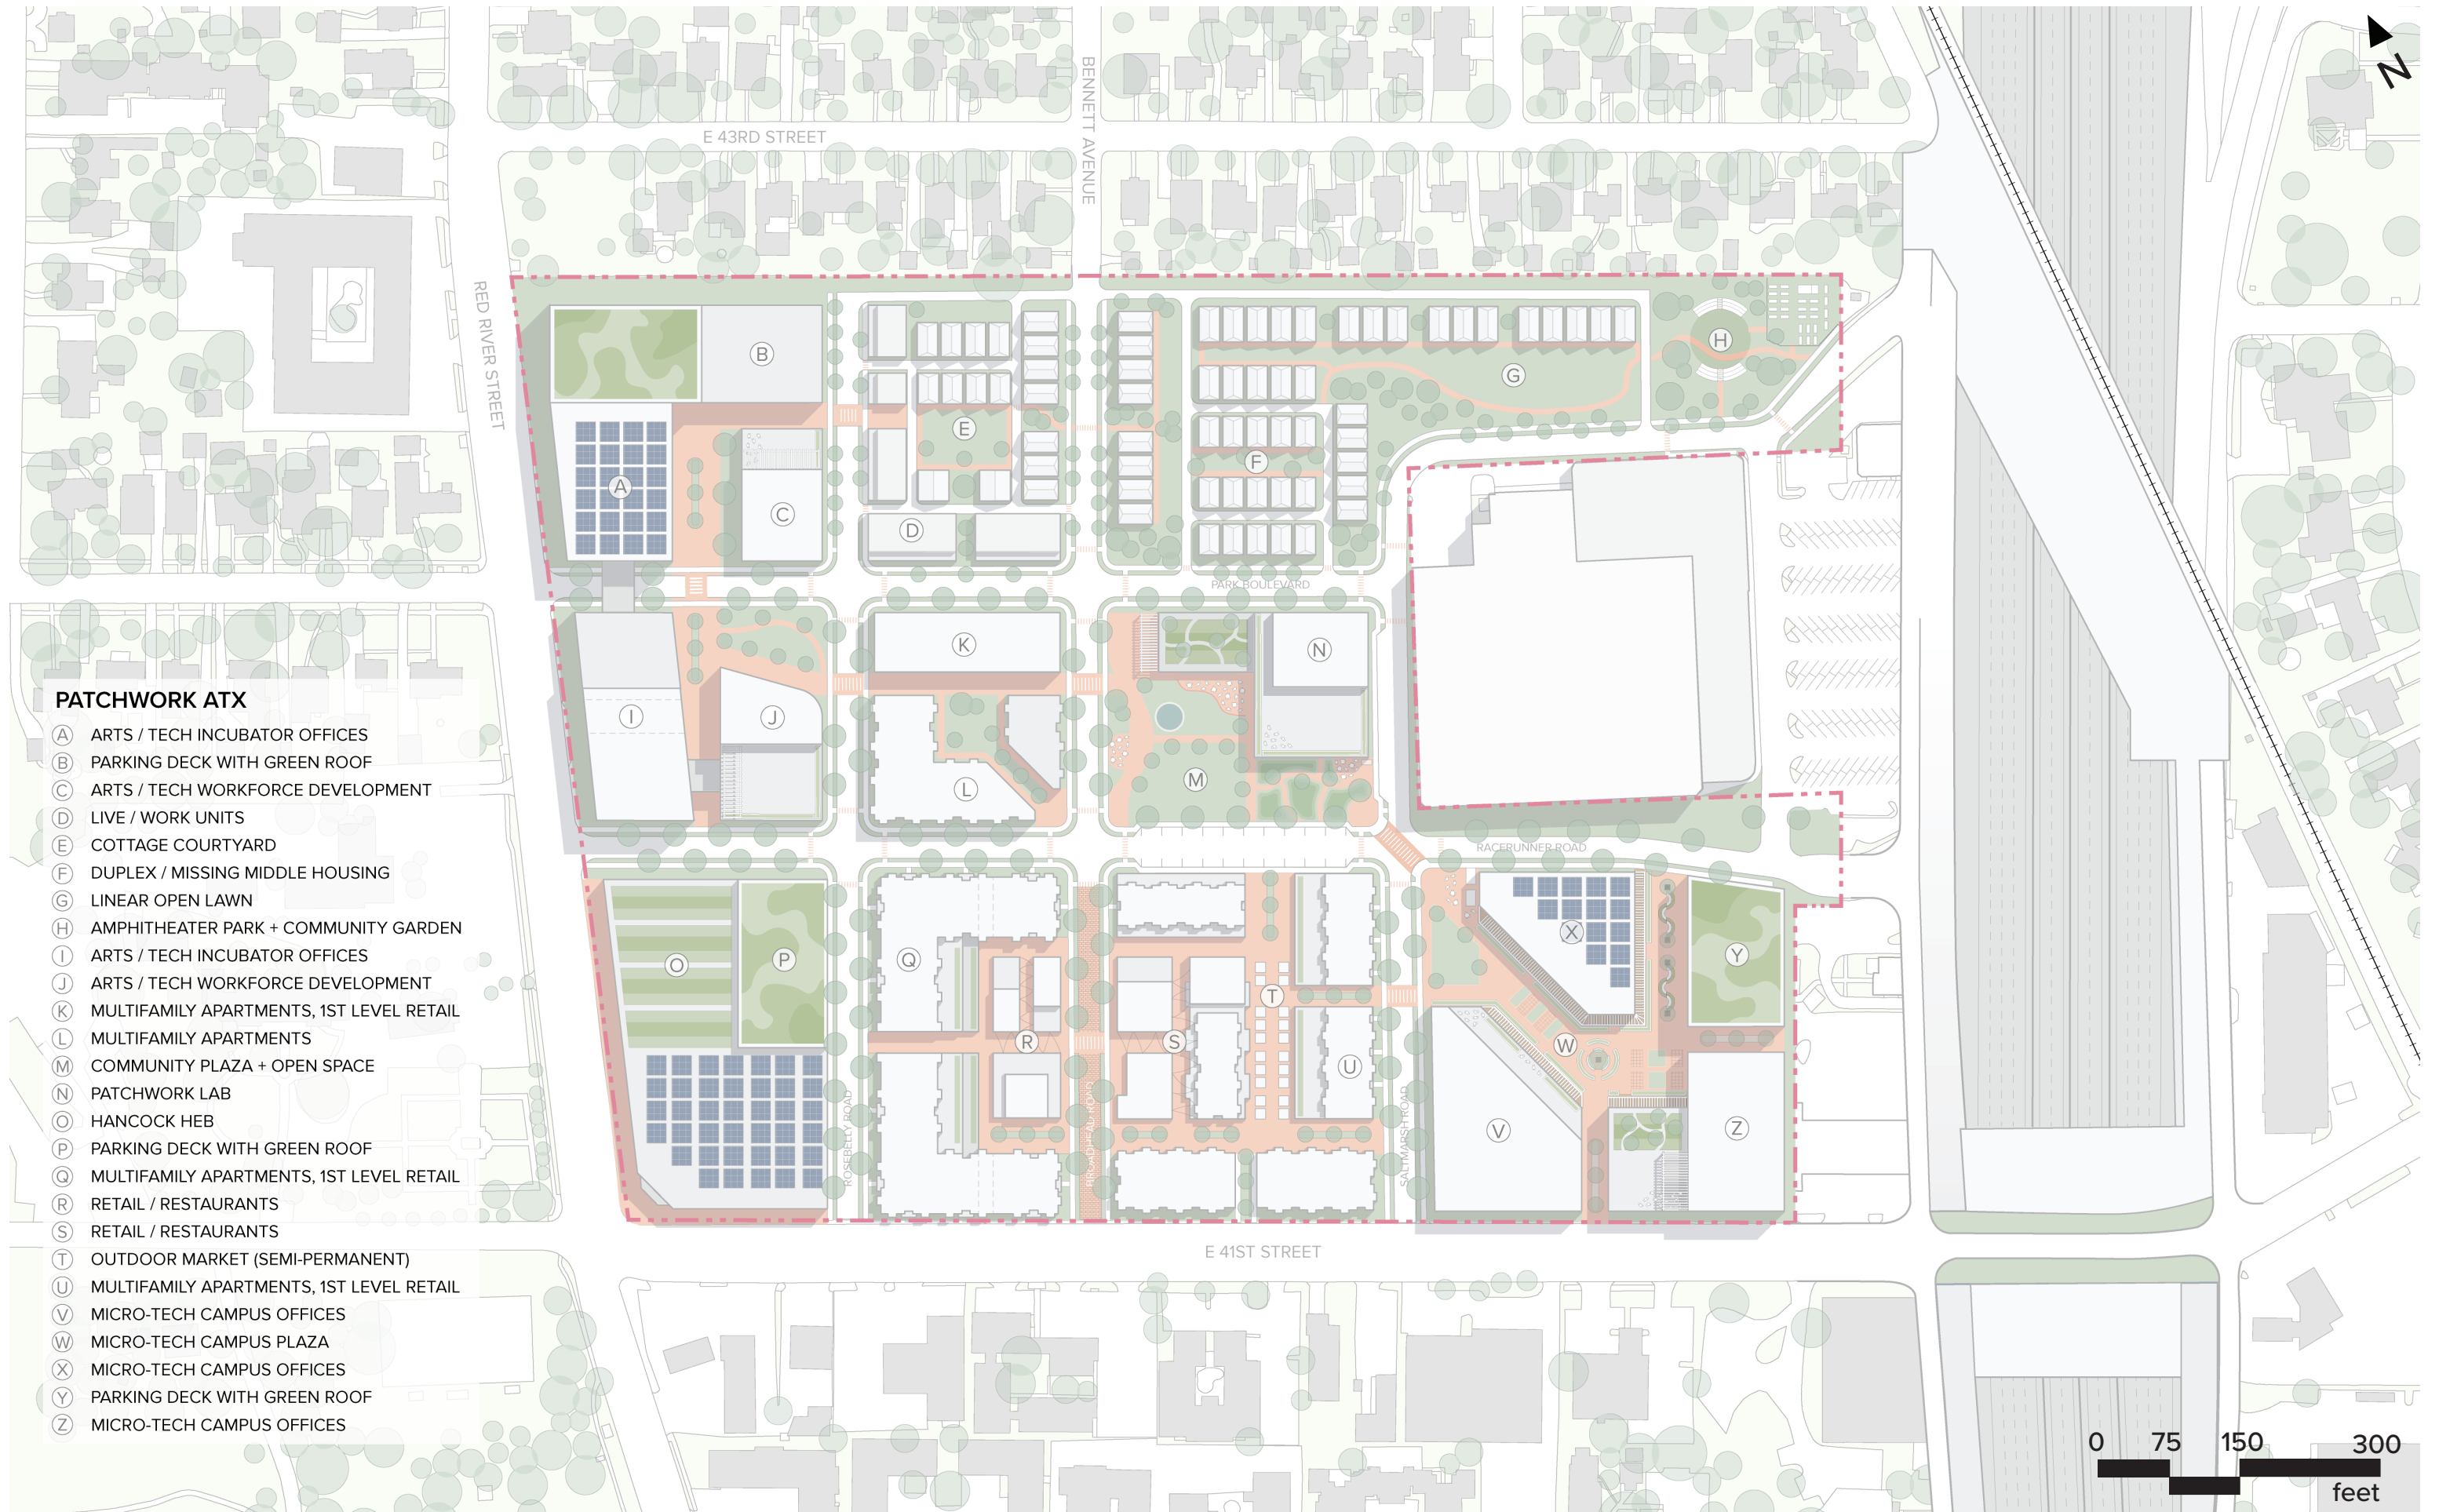 N
E 43RD STREET
BENNETT AVENUE
RED RIVER STREET
PARK BOULEVARD
RACERUNNER ROAD
ROSEBELLY ROAD
SALTMARSH ROAD
E 41ST STREET
PATCHWORK ATX
A ARTS / TECH INCUBATOR OFFICES
B PARKING DECK WITH GREEN ROOF
C ARTS / TECH WORKFORCE DEVELOPMENT
D LIVE / WORK UNITS
E COTTAGE COURTYARD
F DUPLEX / MISSING MIDDLE HOUSING
G LINEAR OPEN LAWN
H AMPHITHEATER PARK + COMMUNITY GARDEN
I ARTS / TECH INCUBATOR OFFICES
J ARTS / TECH WORKFORCE DEVELOPMENT
K MULTIFAMILY APARTMENTS, 1ST LEVEL RETAIL
L MULTIFAMILY APARTMENTS
M COMMUNITY PLAZA + OPEN SPACE
N PATCHWORK LAB
O HANCOCK HEB
P PARKING DECK WITH GREEN ROOF
Q MULTIFAMILY APARTMENTS, 1ST LEVEL RETAIL
R RETAIL / RESTAURANTS
S RETAIL / RESTAURANTS
T OUTDOOR MARKET (SEMI-PERMANENT)
U MULTIFAMILY APARTMENTS, 1ST LEVEL RETAIL
V MICRO-TECH CAMPUS OFFICES
W MICRO-TECH CAMPUS PLAZA
X MICRO-TECH CAMPUS OFFICES
Y PARKING DECK WITH GREEN ROOF
Z MICRO-TECH CAMPUS OFFICES
B
H
G
E
F
A
C
D
K
N
I
J
M
L
X
Y
O
P
Q
T
R
S
W
U
V
Z
0 75 150 300
feet